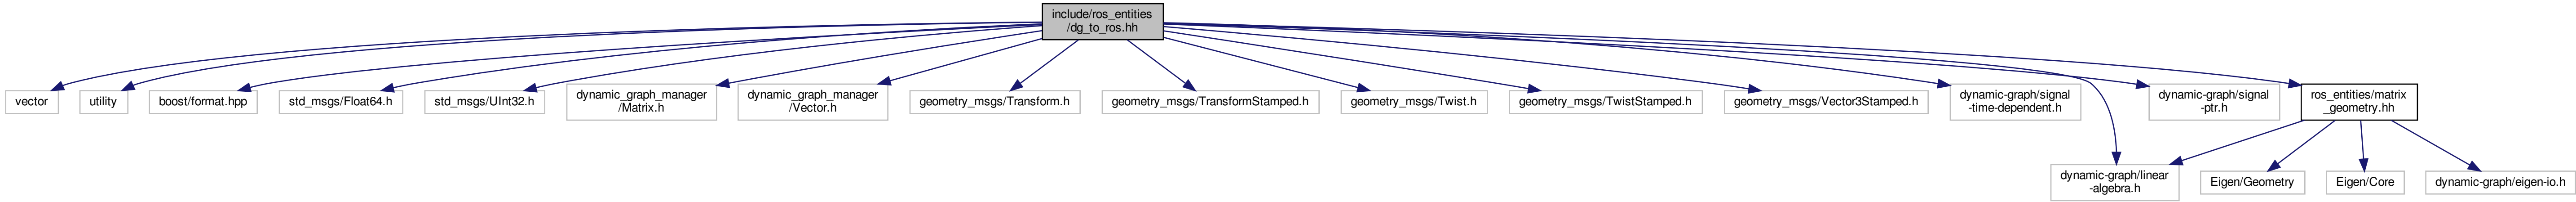 include/ros_entities
/dg_to_ros.hh
vector
utility
boost/format.hpp
std_msgs/Float64.h
std_msgs/UInt32.h
dynamic_graph_manager
/Matrix.h
dynamic_graph_manager
/Vector.h
geometry_msgs/Transform.h
geometry_msgs/TransformStamped.h
geometry_msgs/Twist.h
geometry_msgs/TwistStamped.h
geometry_msgs/Vector3Stamped.h
dynamic-graph/signal
-time-dependent.h
dynamic-graph/signal
-ptr.h
ros_entities/matrix
_geometry.hh
dynamic-graph/linear
-algebra.h
Eigen/Geometry
Eigen/Core
dynamic-graph/eigen-io.h